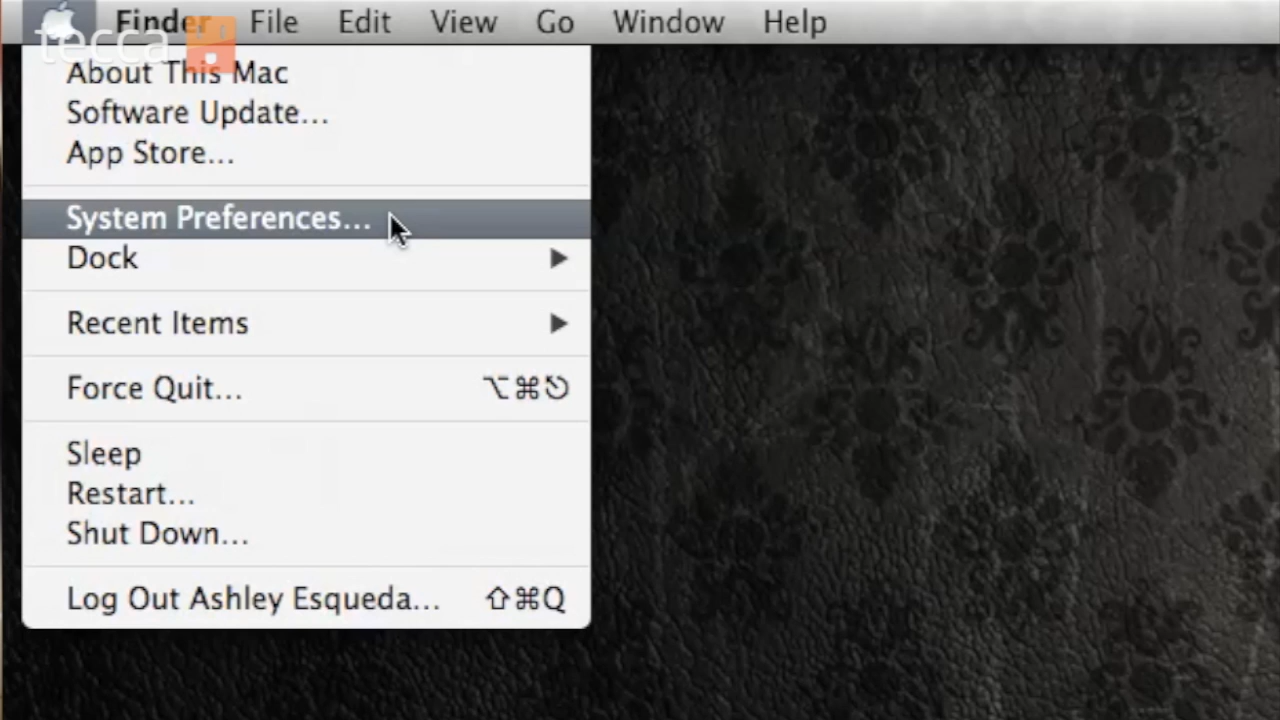 Finder File Edit View Go Window Help
tecca
About This Mac
Software Update...
App Store...
System Preferences...
Dock ▶
Recent Items ▶
Force Quit... ⌥⌘⎋
Sleep
Restart...
Shut Down...
Log Out Ashley Esqueda... ⇧⌘Q